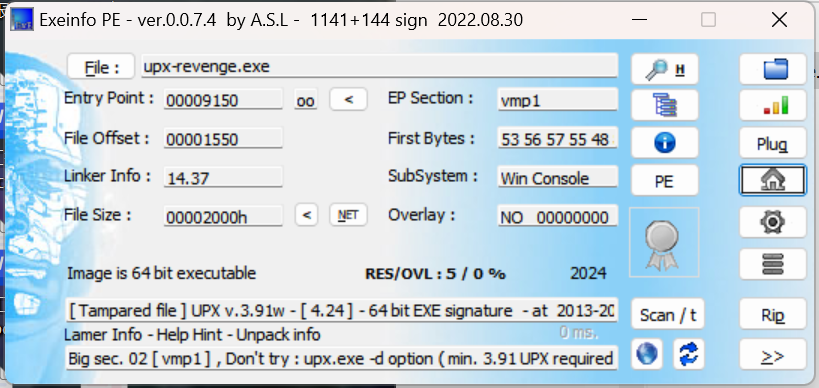 Exeinfo PE - ver.0.0.7.4 by A.S.L - 1141+144 sign 2022.08.30
File : upx-revenge.exe H
Entry Point : 00009150 oo < EP Section : vmp1
File Offset : 00001550 First Bytes : 53 56 57 55 48 Plug
Linker Info : 14.37 SubSystem : Win Console PE
File Size : 00002000h < NET Overlay : NO 00000000
Image is 64 bit executable RES/OVL : 5 / 0 % 2024
[ Tampared file ] UPX v.3.91w - [ 4.24 ] - 64 bit EXE signature - at 2013-20 Scan / t Rip
Lamer Info - Help Hint - Unpack info 0 ms.
Big sec. 02 [ vmp1 ] , Don't try : upx.exe -d option ( min. 3.91 UPX required >>